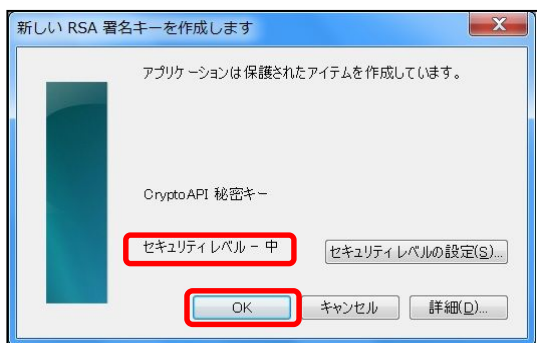 新しい RSA 署名キーを作成します
アプリケーションは保護されたアイテムを作成しています。
CryptoAPI 秘密キー
セキュリティレベル - 中
セキュリティレベルの設定(S)...
OK
キャンセル
詳細(D)...